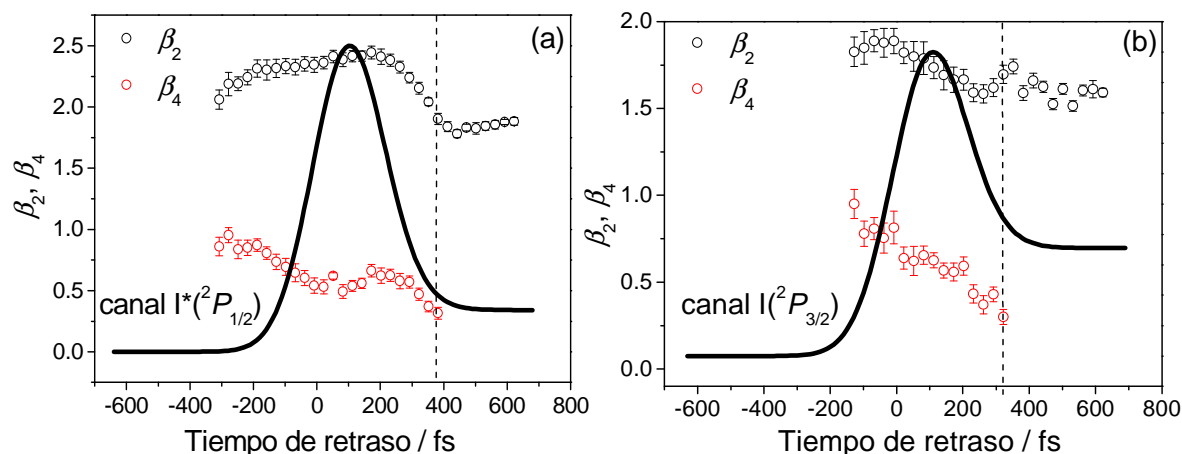 (a)
β₂
β₄
2.5
2.0
1.5
1.0
0.5
0.0
β₂, β₄
canal I*(²P₁/₂)
-600 -400 -200 0 200 400 600 800
Tiempo de retraso / fs
(b)
β₂
β₄
2.0
1.5
1.0
0.5
0.0
β₂, β₄
canal I(²P₃/₂)
-600 -400 -200 0 200 400 600 800
Tiempo de retraso / fs